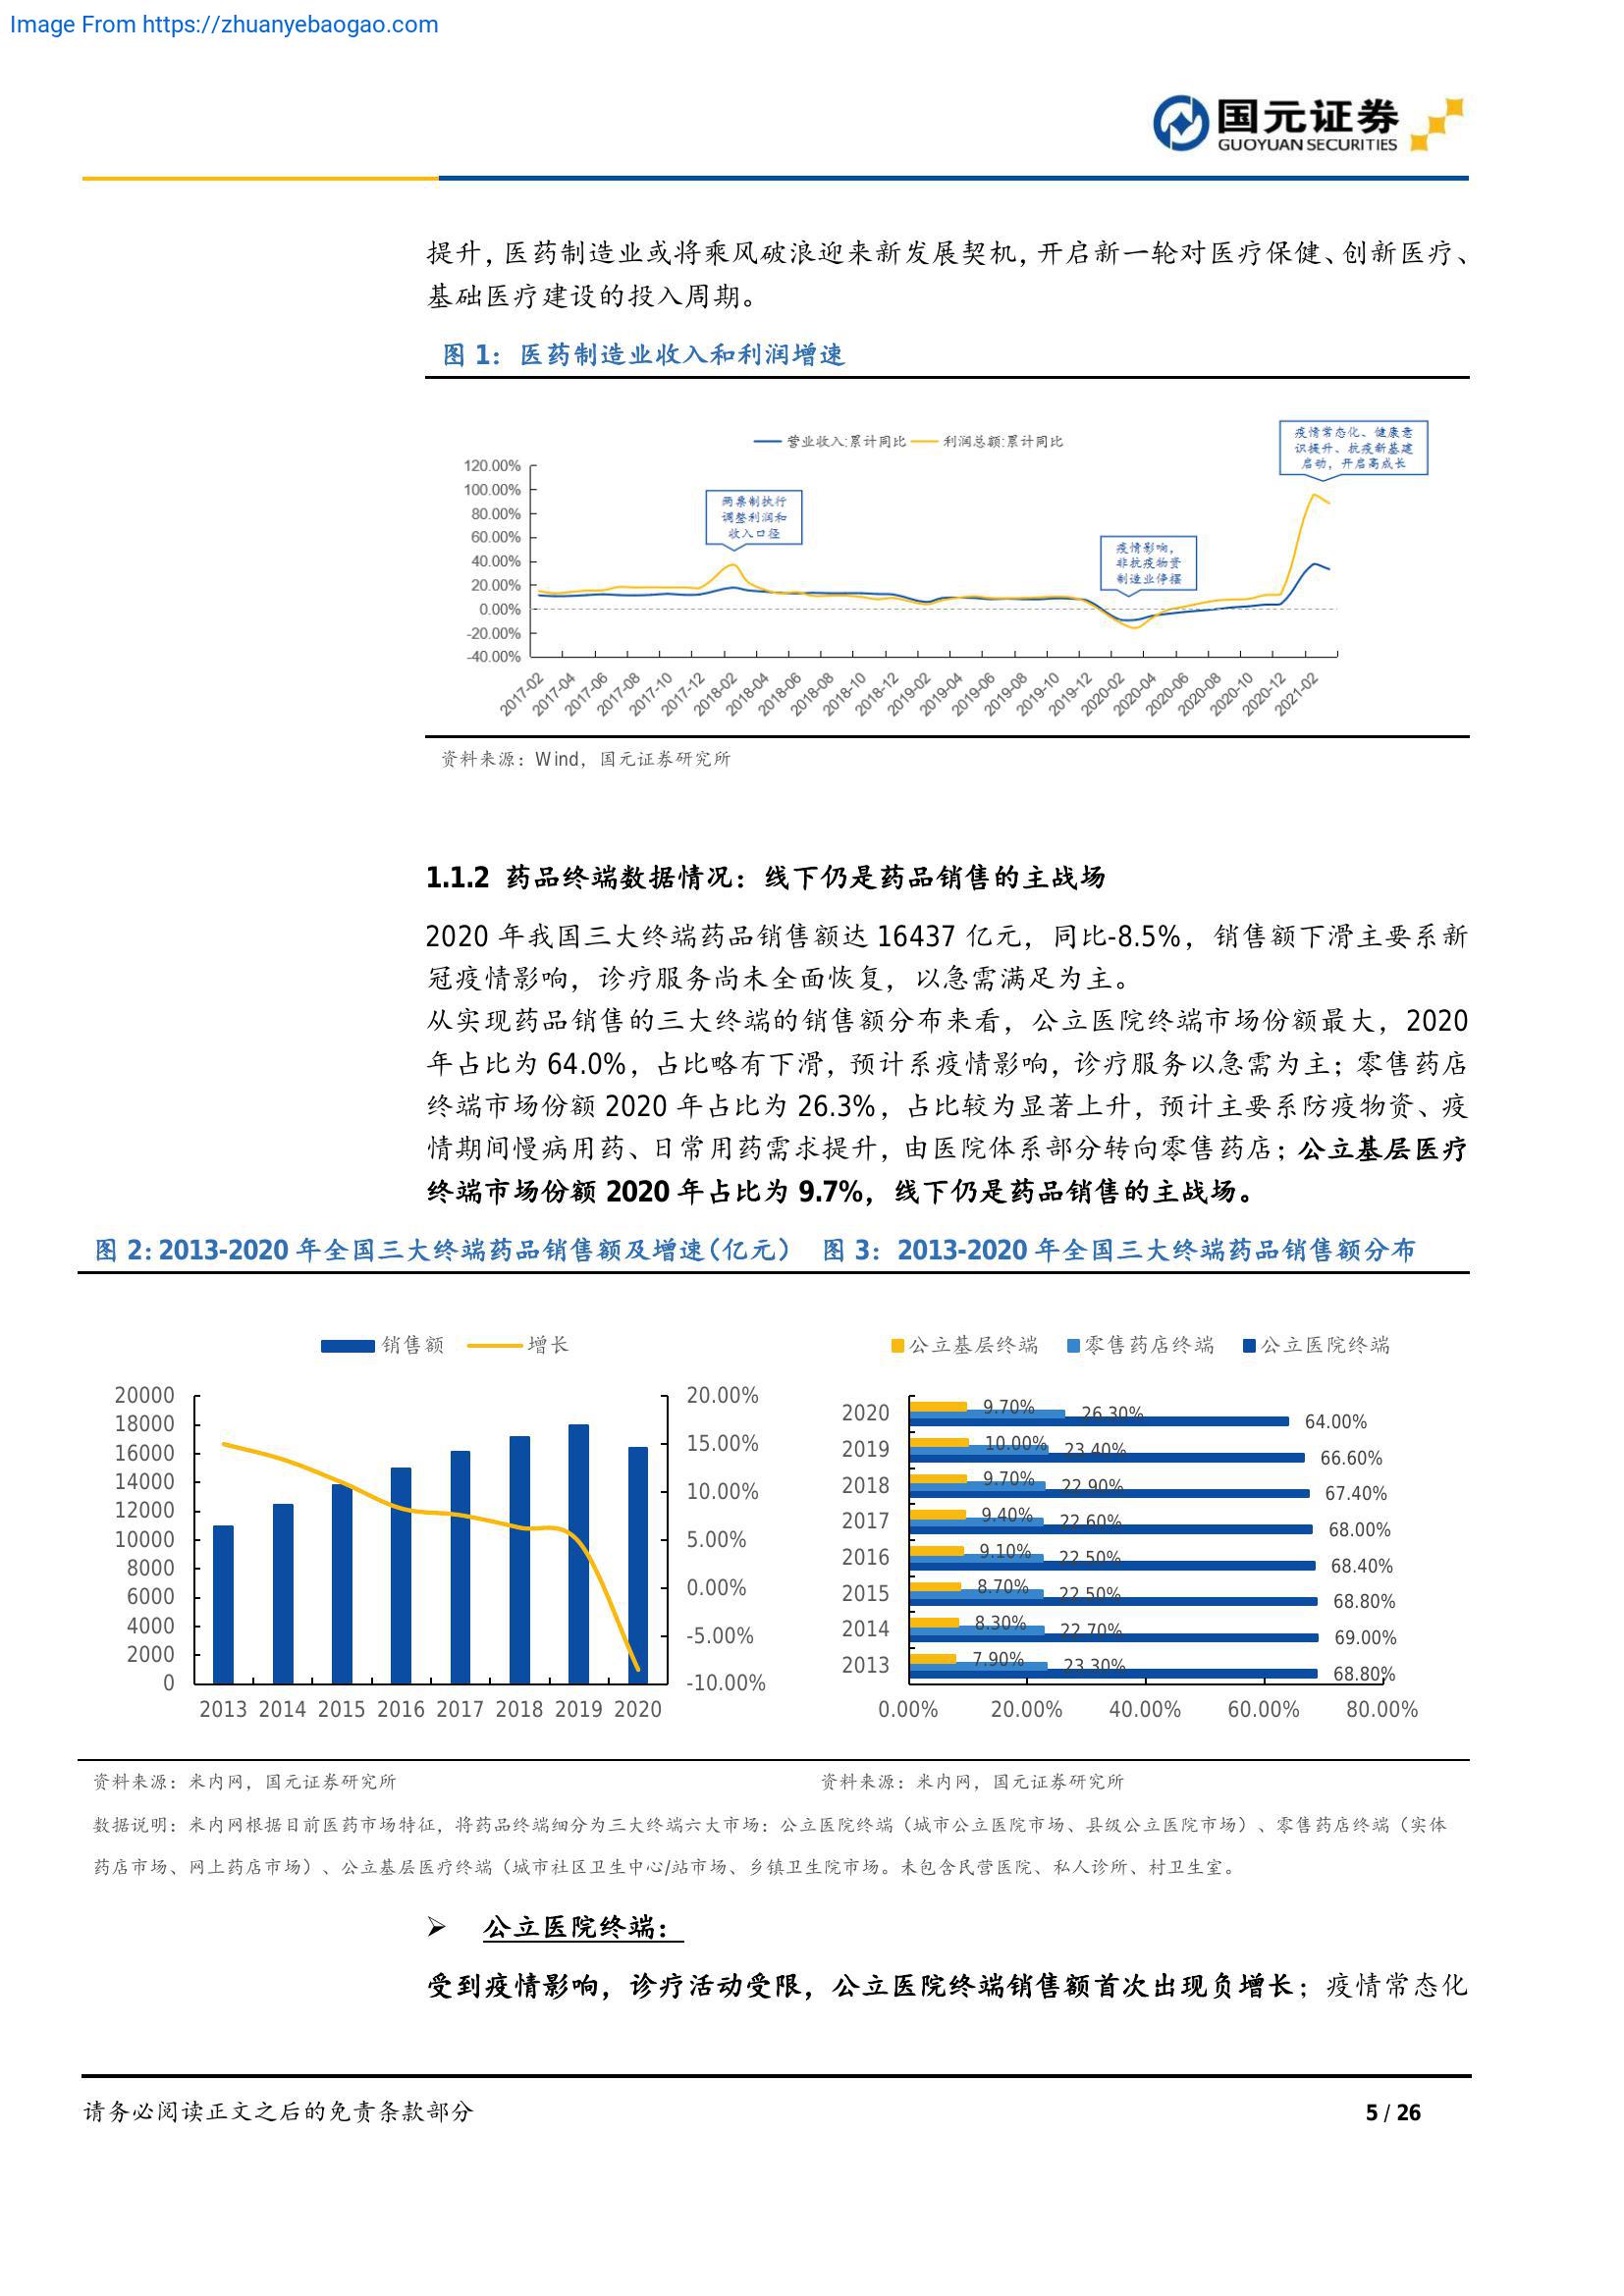 Image From https://zhuanyebaogao.com
国元证券
GUOYUAN SECURITIES
提升，医药制造业或将乘风破浪迎来新发展契机，开启新一轮对医疗保健、创新医疗、
基础医疗建设的投入周期。
图 1：医药制造业收入和利润增速
营业收入:累计同比 利润总额:累计同比
疫情常态化、健康意
识提升、抗疫新基建
启动，开启高成长
两票制执行
调整利润和
收入口径
疫情影响，
非抗疫物资
制造业停摆
120.00%
100.00%
80.00%
60.00%
40.00%
20.00%
0.00%
-20.00%
-40.00%
2017-02 2017-04 2017-06 2017-08 2017-10 2017-12 2018-02 2018-04 2018-06 2018-08 2018-10 2018-12 2019-02 2019-04 2019-06 2019-08 2019-10 2019-12 2020-02 2020-04 2020-06 2020-08 2020-10 2020-12 2021-02
资料来源：Wind，国元证券研究所
1.1.2 药品终端数据情况：线下仍是药品销售的主战场
2020 年我国三大终端药品销售额达 16437 亿元，同比-8.5%，销售额下滑主要系新
冠疫情影响，诊疗服务尚未全面恢复，以急需满足为主。
从实现药品销售的三大终端的销售额分布来看，公立医院终端市场份额最大，2020
年占比为 64.0%，占比略有下滑，预计系疫情影响，诊疗服务以急需为主；零售药店
终端市场份额 2020 年占比为 26.3%，占比较为显著上升，预计主要系防疫物资、疫
情期间慢病用药、日常用药需求提升，由医院体系部分转向零售药店；公立基层医疗
终端市场份额 2020 年占比为 9.7%，线下仍是药品销售的主战场。
图 2：2013-2020 年全国三大终端药品销售额及增速（亿元）
销售额 增长
20000
18000
16000
14000
12000
10000
8000
6000
4000
2000
0
20.00%
15.00%
10.00%
5.00%
0.00%
-5.00%
-10.00%
2013 2014 2015 2016 2017 2018 2019 2020
图 3：2013-2020 年全国三大终端药品销售额分布
公立基层终端 零售药店终端 公立医院终端
2020 9.70% 26.30% 64.00%
2019 10.00% 23.40% 66.60%
2018 9.70% 22.90% 67.40%
2017 9.40% 22.60% 68.00%
2016 9.10% 22.50% 68.40%
2015 8.70% 22.50% 68.80%
2014 8.30% 22.70% 69.00%
2013 7.90% 23.30% 68.80%
0.00% 20.00% 40.00% 60.00% 80.00%
资料来源：米内网，国元证券研究所
资料来源：米内网，国元证券研究所
数据说明：米内网根据目前医药市场特征，将药品终端细分为三大终端六大市场：公立医院终端（城市公立医院市场、县级公立医院市场）、零售药店终端（实体
药店市场、网上药店市场）、公立基层医疗终端（城市社区卫生中心/站市场、乡镇卫生院市场。未包含民营医院、私人诊所、村卫生室。
➢ 公立医院终端：
受到疫情影响，诊疗活动受限，公立医院终端销售额首次出现负增长；疫情常态化
请务必阅读正文之后的免责条款部分
5 / 26